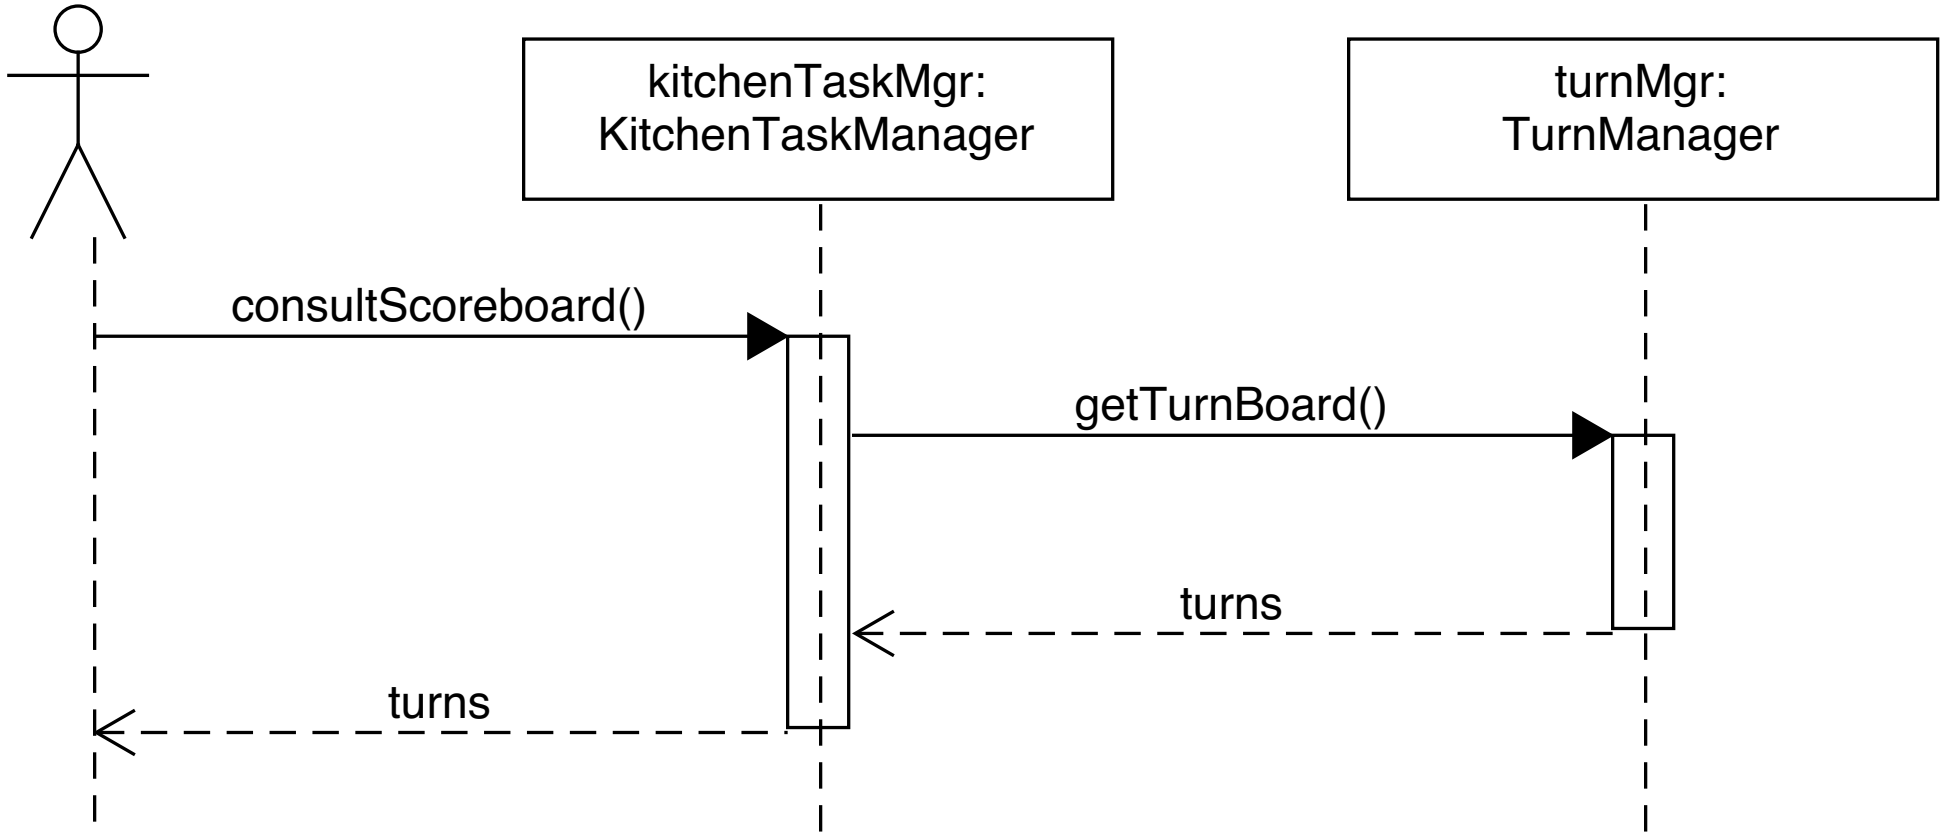 kitchenTaskMgr:
KitchenTaskManager
turnMgr:
TurnManager
consultScoreboard()
getTurnBoard()
turns
turns